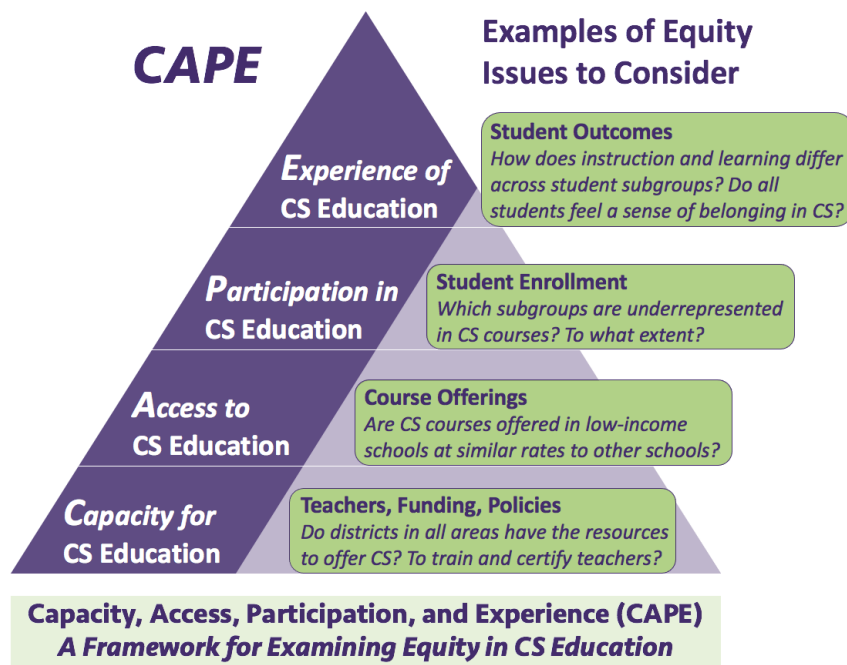 CAPE
Examples of Equity
Issues to Consider
Experience of
CS Education
Student Outcomes
How does instruction and learning differ
across student subgroups? Do all
students feel a sense of belonging in CS?
Participation in
CS Education
Student Enrollment
Which subgroups are underrepresented
in CS courses? To what extent?
Access to
CS Education
Course Offerings
Are CS courses offered in low-income
schools at similar rates to other schools?
Capacity for
CS Education
Teachers, Funding, Policies
Do districts in all areas have the resources
to offer CS? To train and certify teachers?
Capacity, Access, Participation, and Experience (CAPE)
A Framework for Examining Equity in CS Education